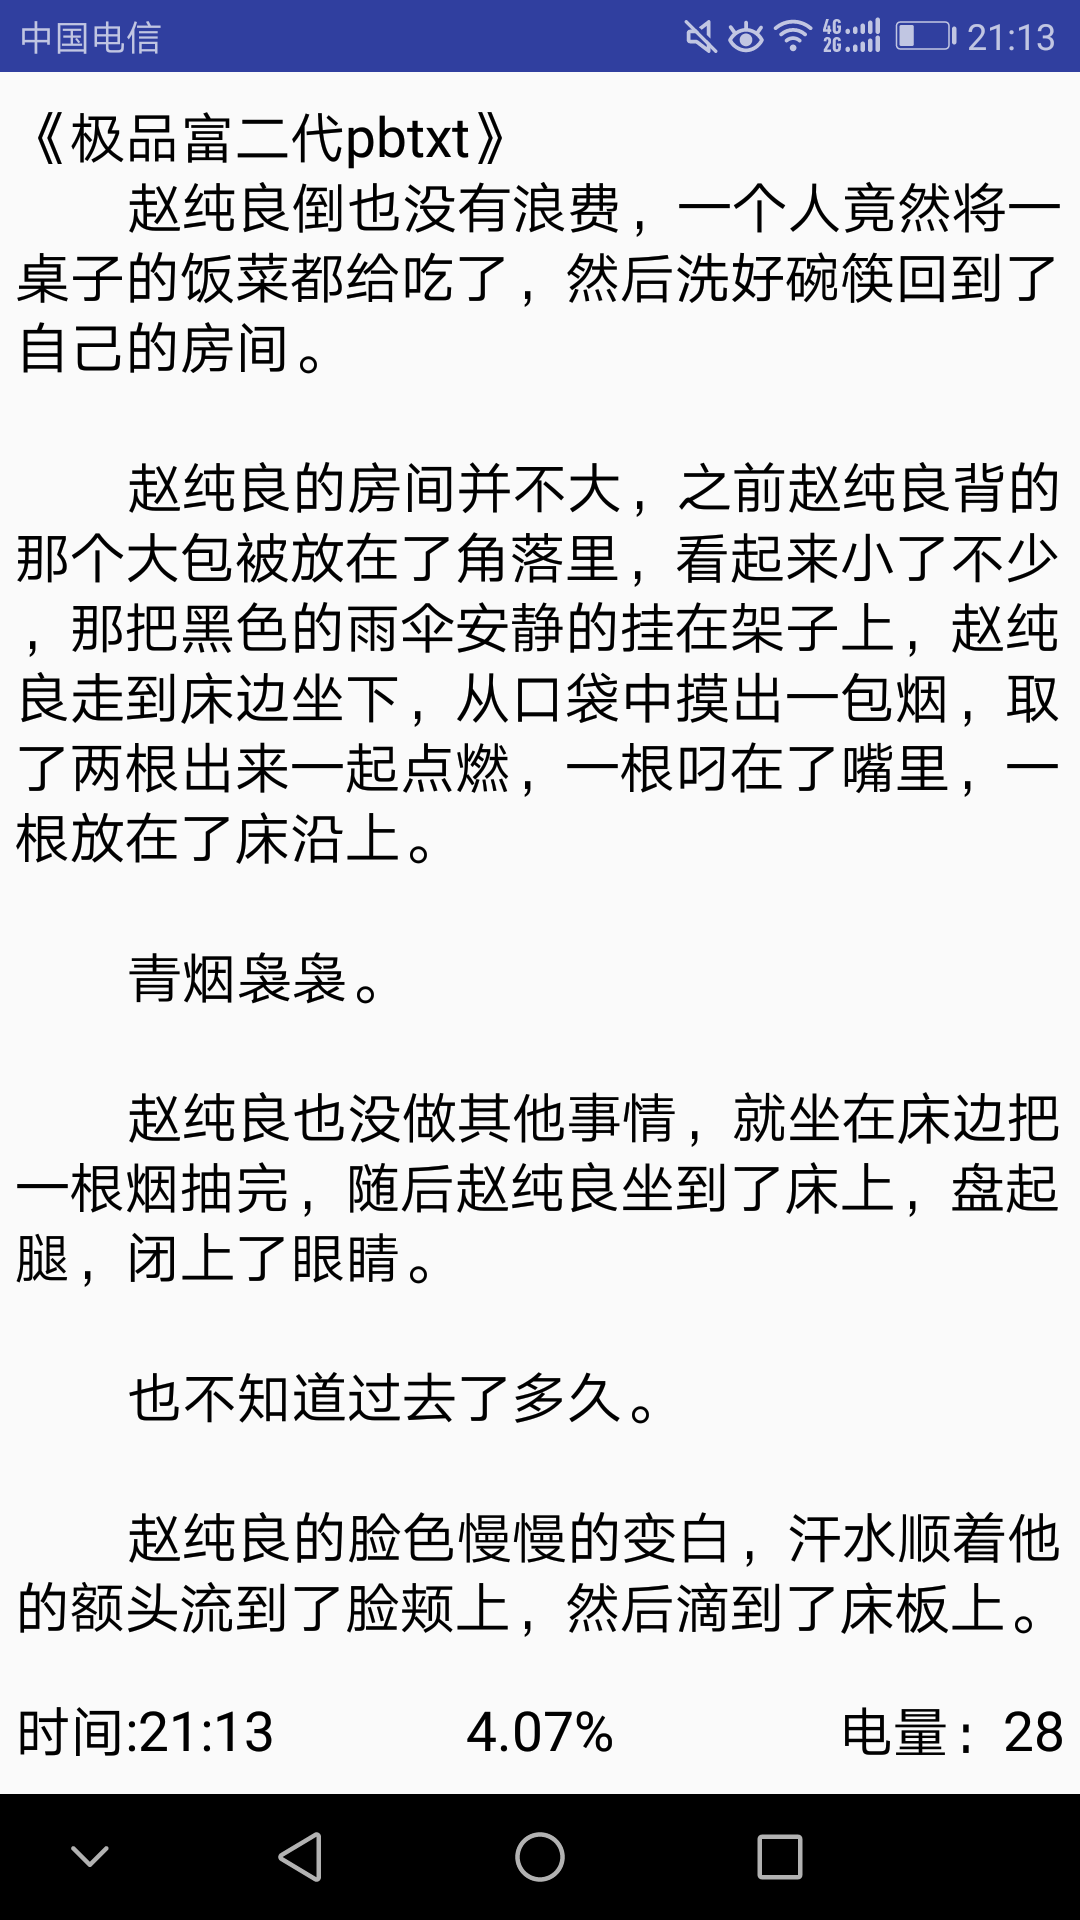 中国电信
4G
2G
21:13
《极品富二代pbtxt》
赵纯良倒也没有浪费，一个人竟然将一
桌子的饭菜都给吃了，然后洗好碗筷回到了
自己的房间。
赵纯良的房间并不大，之前赵纯良背的
那个大包被放在了角落里，看起来小了不少
，那把黑色的雨伞安静的挂在架子上，赵纯
良走到床边坐下，从口袋中摸出一包烟，取
了两根出来一起点燃，一根叼在了嘴里，一
根放在了床沿上。
青烟袅袅。
赵纯良也没做其他事情，就坐在床边把
一根烟抽完，随后赵纯良坐到了床上，盘起
腿，闭上了眼睛。
也不知道过去了多久。
赵纯良的脸色慢慢的变白，汗水顺着他
的额头流到了脸颊上，然后滴到了床板上。
时间:21:13
4.07%
电量：28